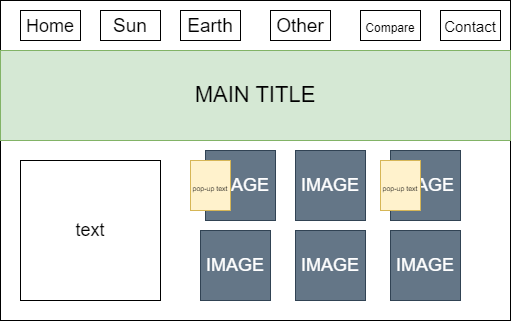 Home
Sun
Earth
Other
Compare
Contact
MAIN TITLE
pop-up text
AGE
IMAGE
pop-up text
AGE
text
IMAGE
IMAGE
IMAGE